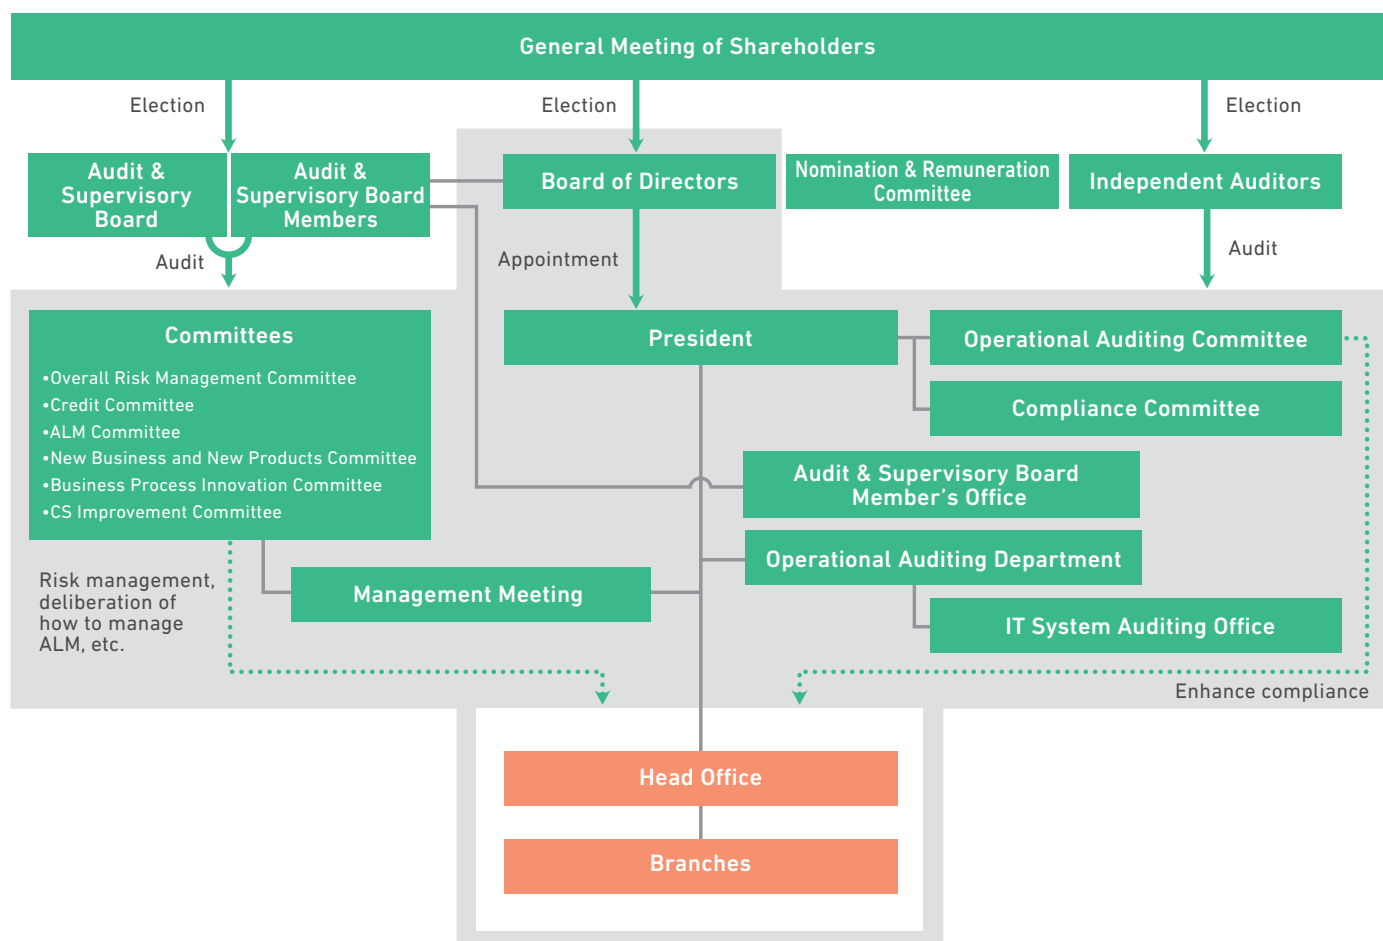 General Meeting of Shareholders
Election
Election
Election
Audit &
Supervisory
Board
Audit &
Supervisory Board
Members
Board of Directors
Nomination & Remuneration
Committee
Independent Auditors
Audit
Appointment
Audit
Committees
•Overall Risk Management Committee
•Credit Committee
•ALM Committee
•New Business and New Products Committee
•Business Process Innovation Committee
•CS Improvement Committee
President
Operational Auditing Committee
Compliance Committee
Audit & Supervisory Board
Member’s Office
Operational Auditing Department
Risk management,
deliberation of
how to manage
ALM, etc.
Management Meeting
IT System Auditing Office
Enhance compliance
Head Office
Branches